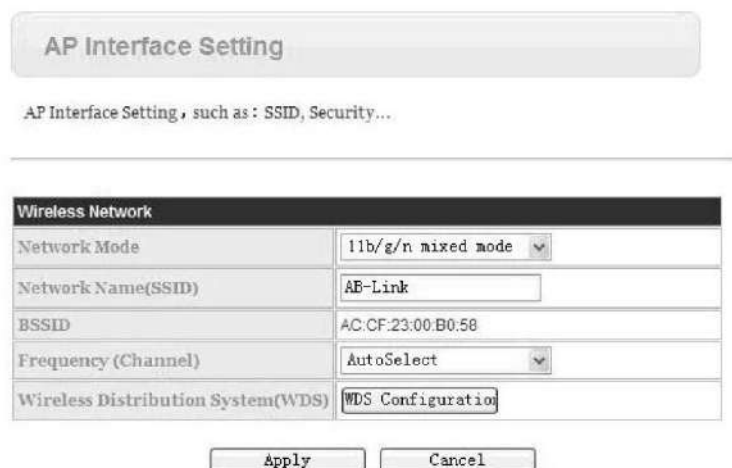 AP Interface Setting
AP Interface Setting, such as: SSID, Security...
Wireless Network
Network Mode 11b/g/n mixed mode
Network Name(SSID) AB-Link
BSSID AC:CF:23:00:B0:58
Frequency (Channel) AutoSelect
Wireless Distribution System(WDS) WDS Configuration
Apply Cancel